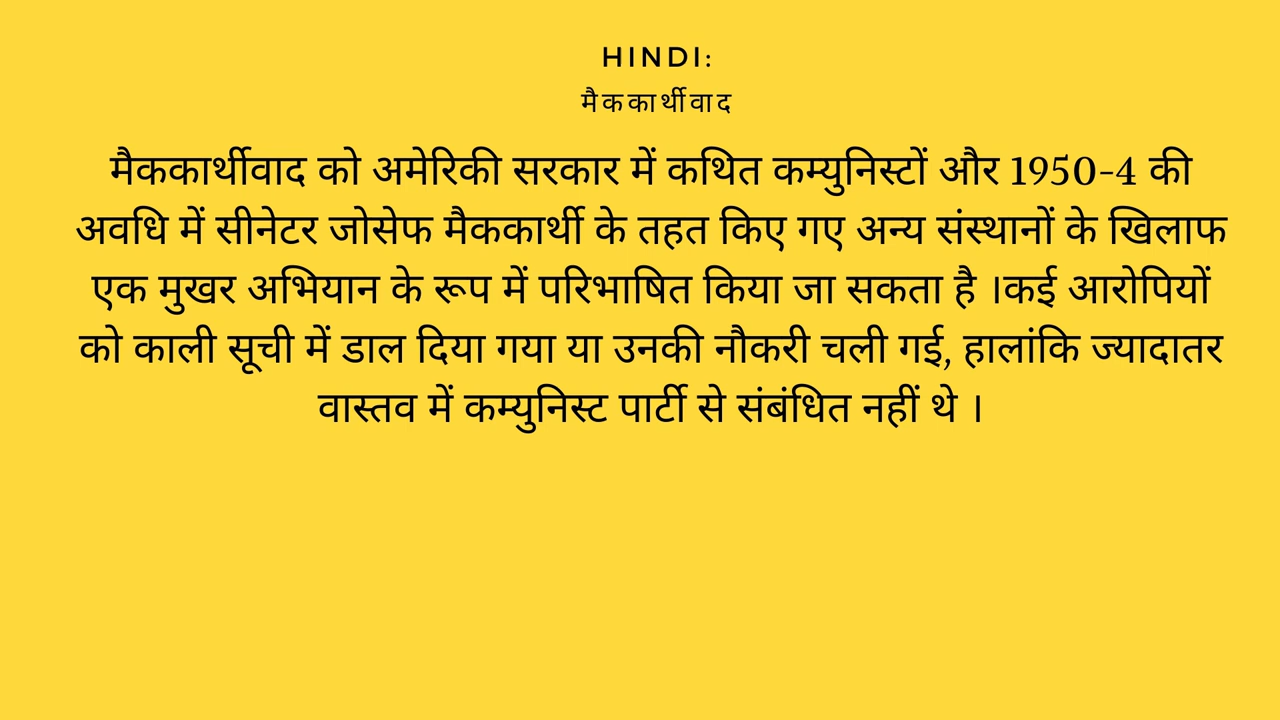 HINDI:
मैककार्थीवाद
मैककार्थीवाद को अमेरिकी सरकार में कथित कम्युनिस्टों और 1950-4 की
अवधि में सीनेटर जोसेफ मैककार्थी के तहत किए गए अन्य संस्थानों के खिलाफ
एक मुखर अभियान के रूप में परिभाषित किया जा सकता है ।कई आरोपियों
को काली सूची में डाल दिया गया या उनकी नौकरी चली गई, हालांकि ज्यादातर
वास्तव में कम्युनिस्ट पार्टी से संबंधित नहीं थे ।